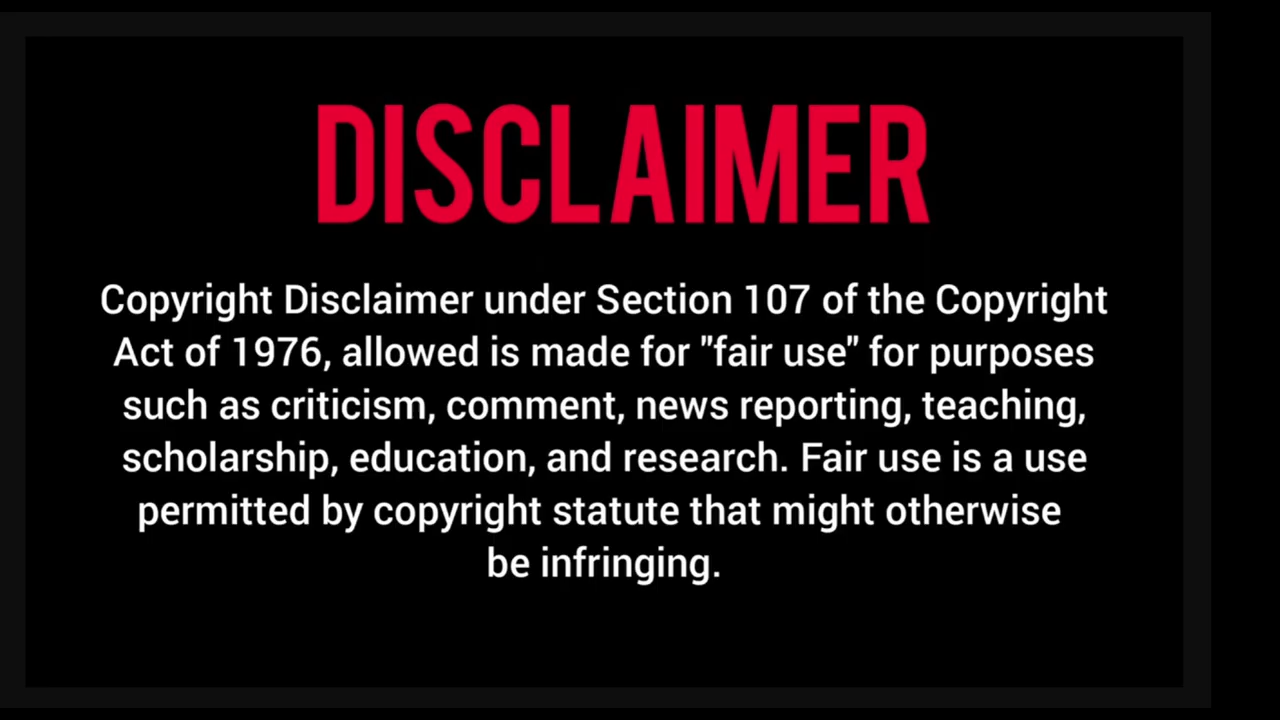 DISCLAIMER
Copyright Disclaimer under Section 107 of the Copyright
Act of 1976, allowed is made for "fair use" for purposes
such as criticism, comment, news reporting, teaching,
scholarship, education, and research. Fair use is a use
permitted by copyright statute that might otherwise
be infringing.